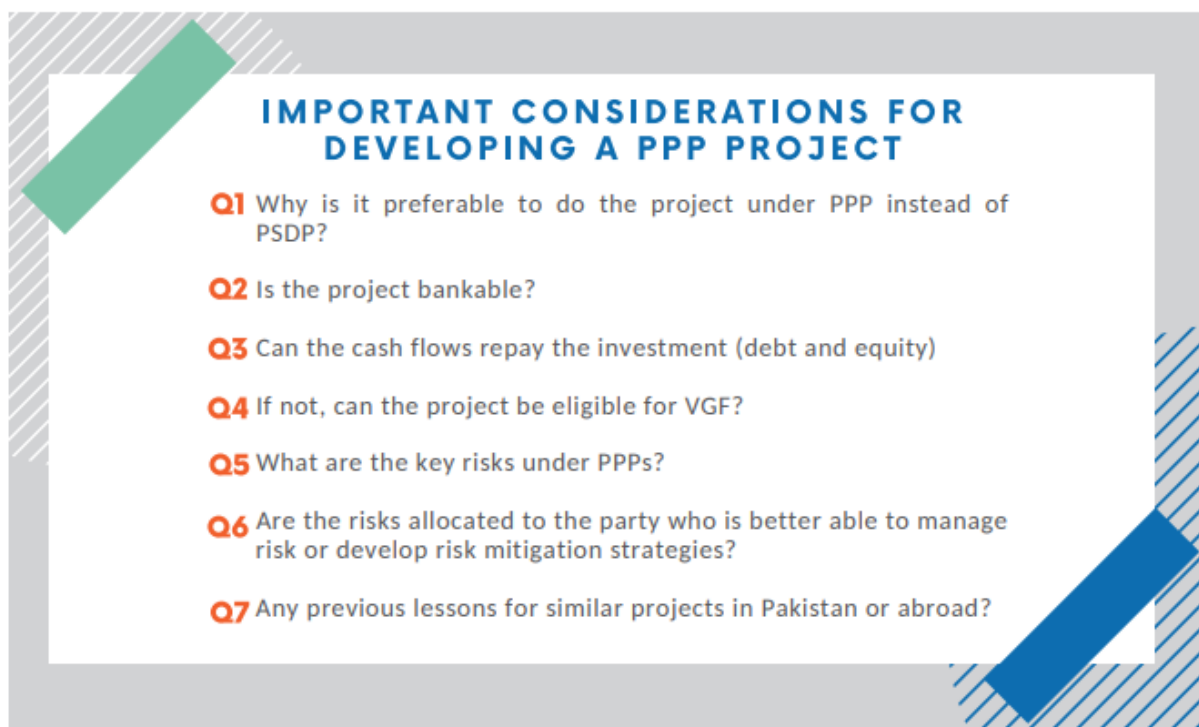 IMPORTANT CONSIDERATIONS FOR
DEVELOPING A PPP PROJECT
Q1 Why is it preferable to do the project under PPP instead of
PSDP?
Q2 Is the project bankable?
Q3 Can the cash flows repay the investment (debt and equity)
Q4 If not, can the project be eligible for VGF?
Q5 What are the key risks under PPPs?
Q6 Are the risks allocated to the party who is better able to manage
risk or develop risk mitigation strategies?
Q7 Any previous lessons for similar projects in Pakistan or abroad?